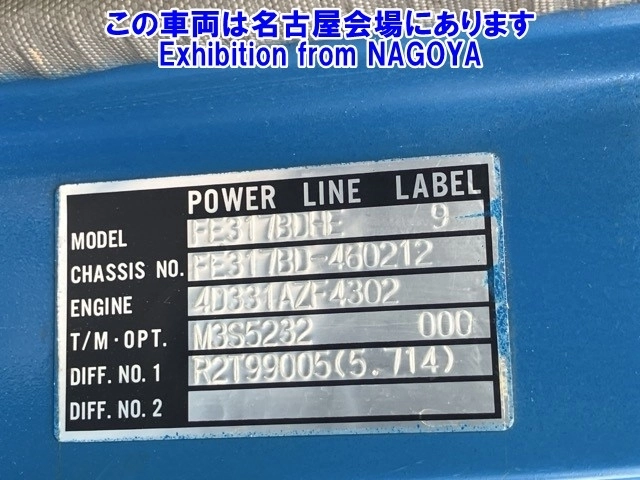 この車両は名古屋会場にあります
Exhibition from NAGOYA
POWER LINE LABEL
MODEL FE317BDHE 9
CHASSIS NO. FE317BD-460212
ENGINE 4D331AZF4302
T/M・OPT. M3S5232 000
DIFF. NO. 1 R2T99005(5.714)
DIFF. NO. 2